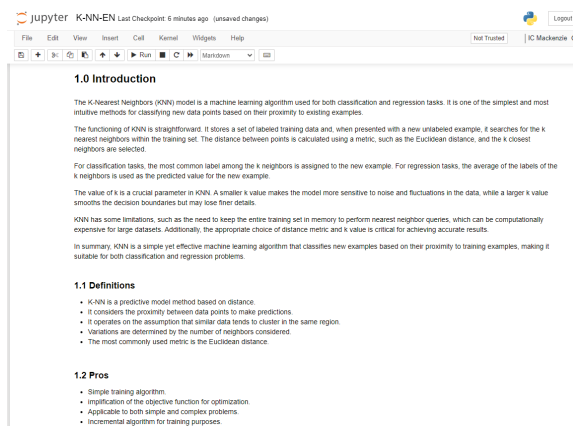 jupyter K-NN-EN Last Checkpoint: 6 minutes ago (unsaved changes)
Logout
File Edit View Insert Cell Kernel Widgets Help
Not Trusted
IC Mackenzie
Run
Markdown
1.0 Introduction
The K-Nearest Neighbors (KNN) model is a machine learning algorithm used for both classification and regression tasks. It is one of the simplest and most
intuitive methods for classifying new data points based on their proximity to existing examples.
The functioning of KNN is straightforward. It stores a set of labeled training data and, when presented with a new unlabeled example, it searches for the k
nearest neighbors within the training set. The distance between points is calculated using a metric, such as the Euclidean distance, and the k closest
neighbors are selected.
For classification tasks, the most common label among the k neighbors is assigned to the new example. For regression tasks, the average of the labels of the
k neighbors is used as the predicted value for the new example.
The value of k is a crucial parameter in KNN. A smaller k value makes the model more sensitive to noise and fluctuations in the data, while a larger k value
smooths the decision boundaries but may lose finer details.
KNN has some limitations, such as the need to keep the entire training set in memory to perform nearest neighbor queries, which can be computationally
expensive for large datasets. Additionally, the appropriate choice of distance metric and k value is critical for achieving accurate results.
In summary, KNN is a simple yet effective machine learning algorithm that classifies new examples based on their proximity to training examples, making it
suitable for both classification and regression problems.
1.1 Definitions
• K-NN is a predictive model method based on distance.
• It considers the proximity between data points to make predictions.
• It operates on the assumption that similar data tends to cluster in the same region.
• Variations are determined by the number of neighbors considered.
• The most commonly used metric is the Euclidean distance.
1.2 Pros
• Simple training algorithm.
• implification of the objective function for optimization.
• Applicable to both simple and complex problems.
• Incremental algorithm for training purposes.